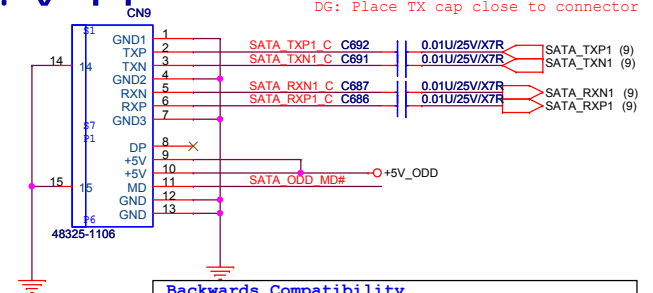 DG: Place TX cap close to connector
CN9
S1
GND1 1
TXP 2 SATA_TXP1_C C692 0.01U/25V/X7R SATA_TXP1 (9)
14 14 TXN 3 SATA_TXN1_C C691 0.01U/25V/X7R SATA_TXN1 (9)
GND2 4
RXN 5 SATA_RXN1_C C687 0.01U/25V/X7R SATA_RXN1 (9)
RXP 6 SATA_RXP1_C C686 0.01U/25V/X7R SATA_RXP1 (9)
GND3 7
S7
P1
DP 8
+5V 9
+5V 10 +5V_ODD
15 15 MD 11 SATA_ODD_MD#
GND 12
GND 13
P6
48325-1106
Backwards Compatibility